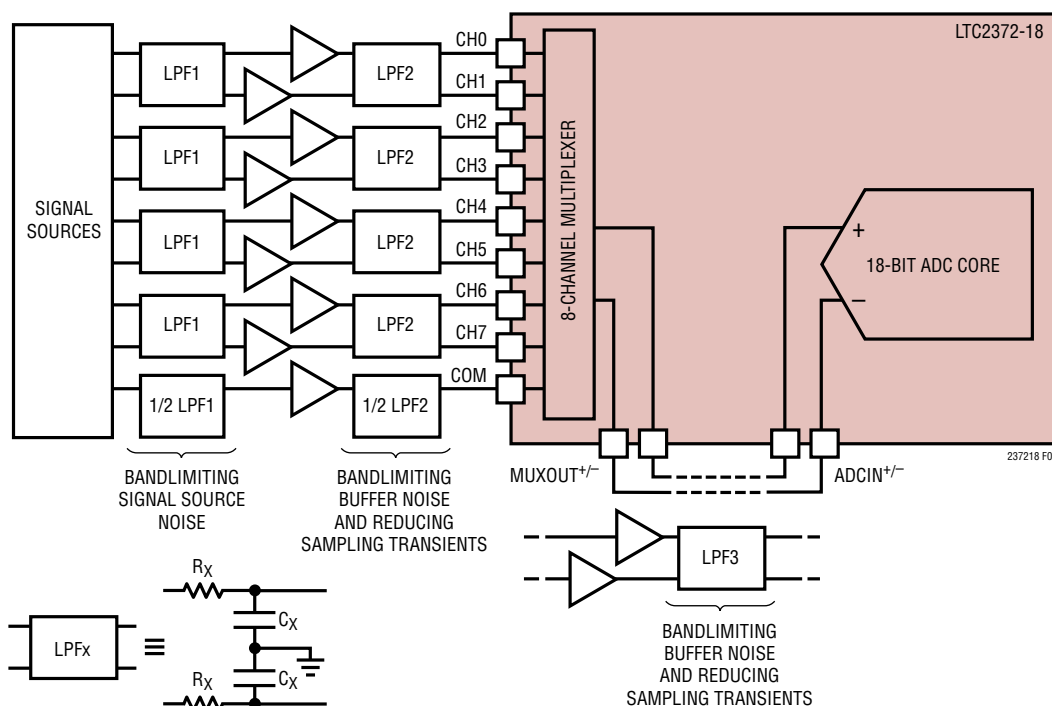 LTC2372-18
SIGNAL
SOURCES
LPF1
LPF1
LPF1
LPF1
1/2 LPF1
LPF2
LPF2
LPF2
LPF2
1/2 LPF2
CH0
CH1
CH2
CH3
CH4
CH5
CH6
CH7
COM
8-CHANNEL MULTIPLEXER
+
18-BIT ADC CORE
–
BANDLIMITING
SIGNAL SOURCE
NOISE
BANDLIMITING
BUFFER NOISE
AND REDUCING
SAMPLING TRANSIENTS
MUXOUT+/–
ADCIN+/–
237218 F0
LPF3
BANDLIMITING
BUFFER NOISE
AND REDUCING
SAMPLING TRANSIENTS
LPFx
≡
RX
CX
CX
RX